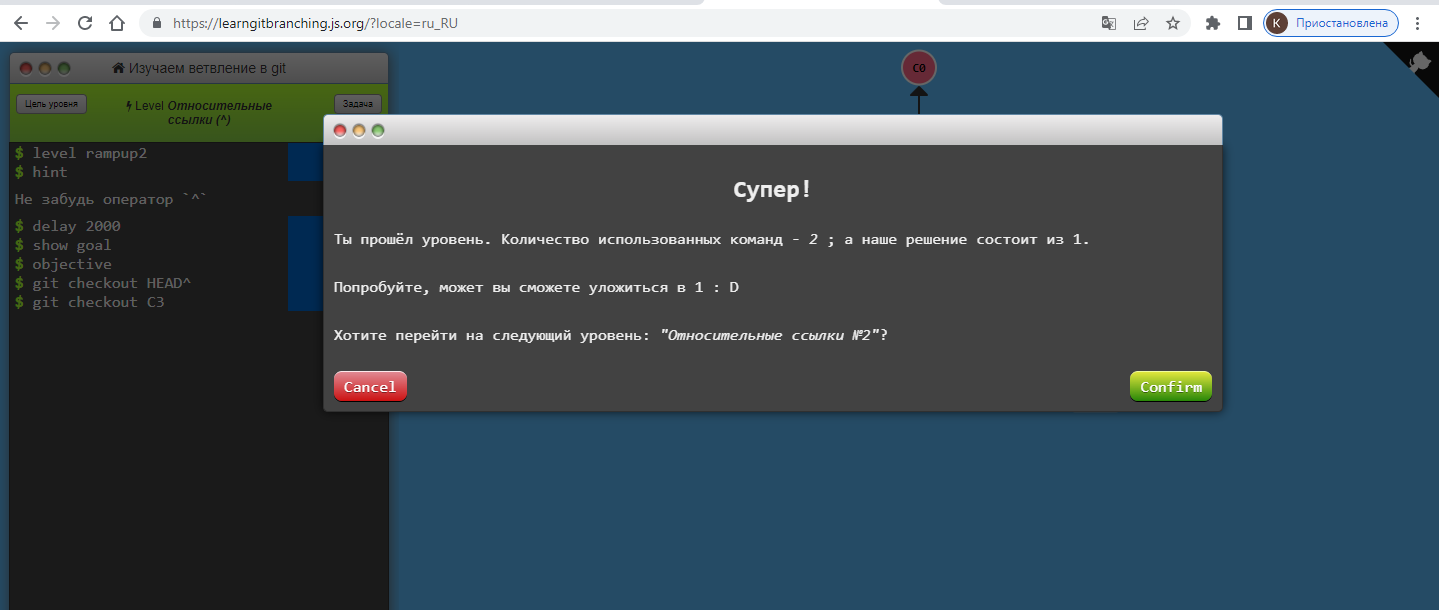 https://learngitbranching.js.org/?locale=ru_RU
К Приостановлена
Изучаем ветвление в git
C0
Цель уровня
Level Относительные
ссылки (^)
Задача
$ level rampup2
$ hint
Не забудь оператор `^`
$ delay 2000
$ show goal
$ objective
$ git checkout HEAD^
$ git checkout C3
Супер!
Ты прошёл уровень. Количество использованных команд - 2 ; а наше решение состоит из 1.
Попробуйте, может вы сможете уложиться в 1 : D
Хотите перейти на следующий уровень: "Относительные ссылки №2"?
Cancel
Confirm